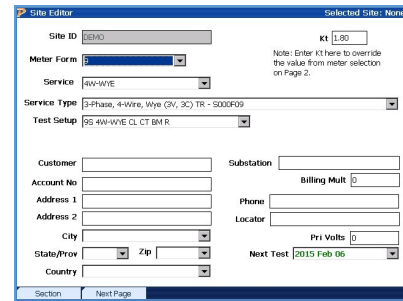 Site Editor Selected Site: None
Site ID DEMO Kt 1.80
Note: Enter Kt here to override
the value from meter selection
on Page 2.
Meter Form 9
Service 4W-WYE
Service Type 3-Phase, 4-Wire, Wye (3V, 3C) TR - S000F09
Test Setup 9S 4W-WYE CL CT BM R
Customer Substation
Account No Billing Mult 0
Address 1 Phone
Address 2 Locator
City Pri Volts 0
State/Prov Zip Next Test 2015 Feb 06
Country
Section Next Page